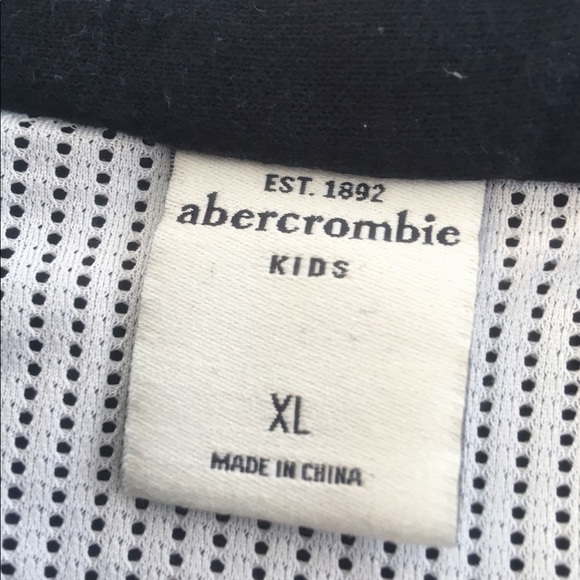 EST. 1892
abercrombie
KIDS
XL
MADE IN CHINA